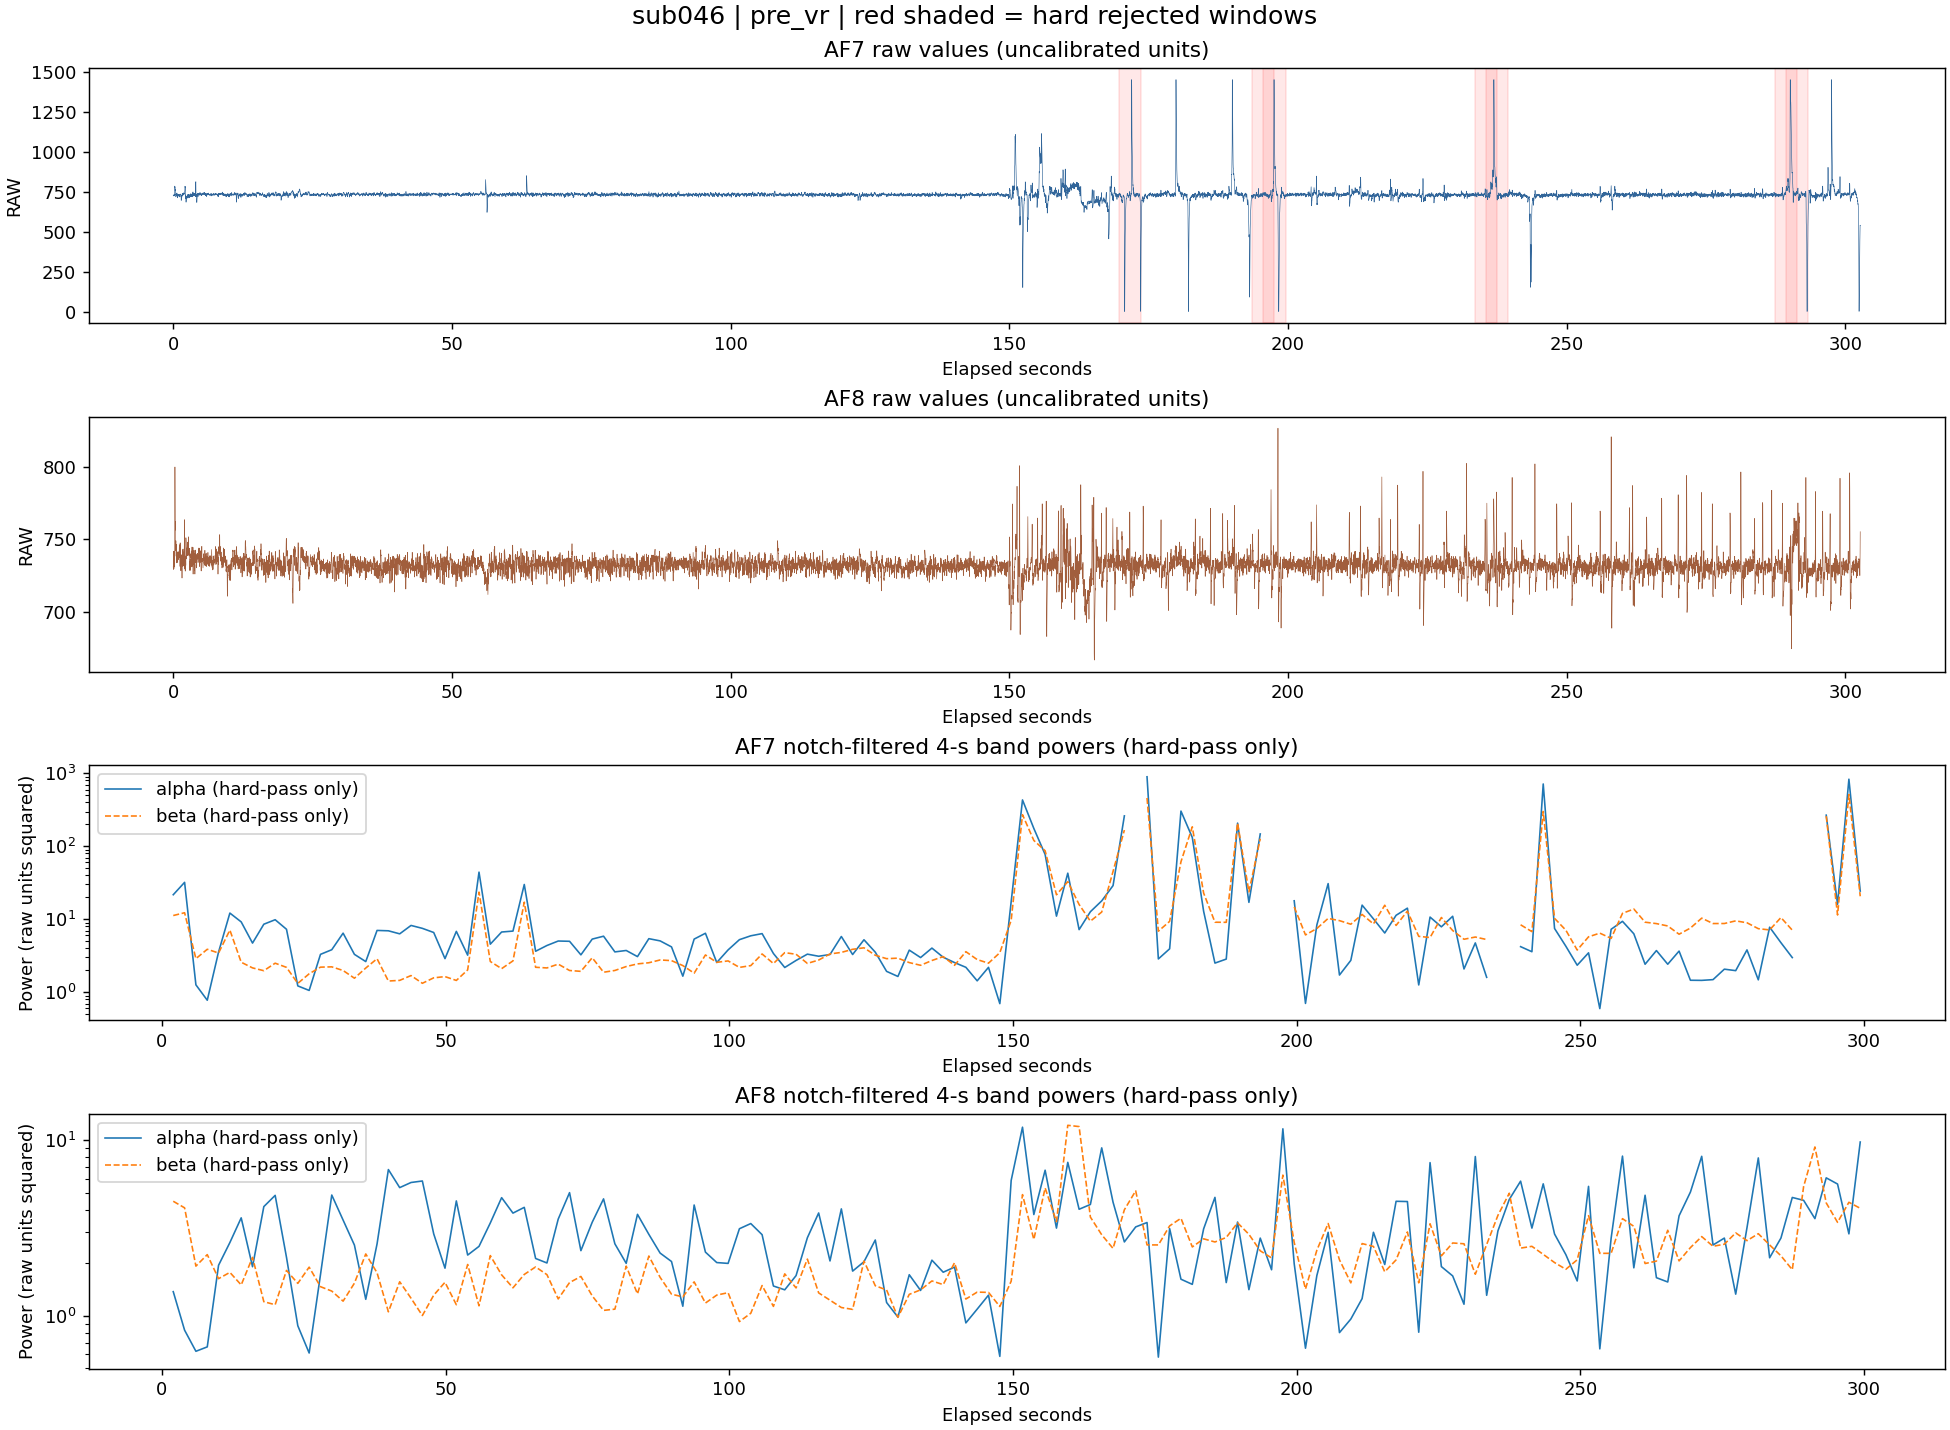 sub046 | pre_vr | red shaded = hard rejected windows
AF7 raw values (uncalibrated units)
RAW
1500
1250
1000
750
500
250
0
0 50 100 150 200 250 300
Elapsed seconds
AF8 raw values (uncalibrated units)
RAW
800
750
700
0 50 100 150 200 250 300
Elapsed seconds
AF7 notch-filtered 4-s band powers (hard-pass only)
Power (raw units squared)
10³
10²
10¹
10⁰
alpha (hard-pass only)
beta (hard-pass only)
0 50 100 150 200 250 300
Elapsed seconds
AF8 notch-filtered 4-s band powers (hard-pass only)
Power (raw units squared)
10¹
10⁰
alpha (hard-pass only)
beta (hard-pass only)
0 50 100 150 200 250 300
Elapsed seconds